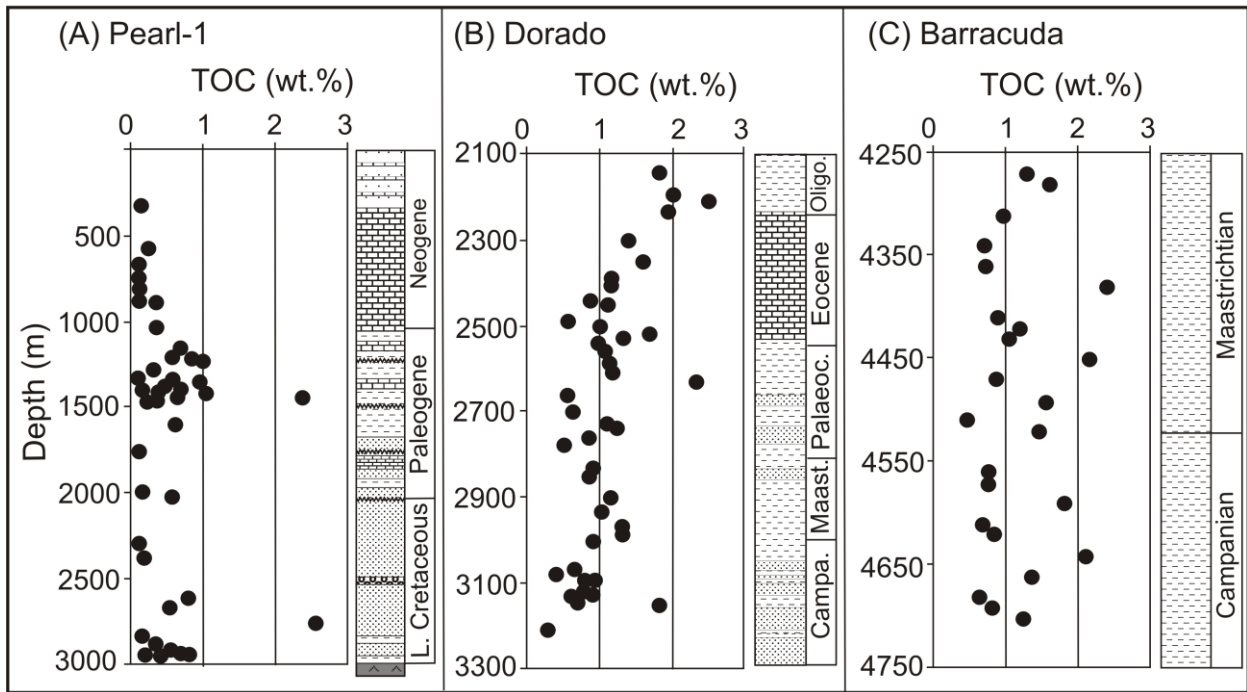 (A) Pearl-1
TOC (wt.%)
0 1 2 3
Depth (m)
500
1000
1500
2000
2500
3000
Neogene
Paleogene
L. Cretaceous
(B) Dorado
TOC (wt.%)
0 1 2 3
2100
2300
2500
2700
2900
3100
3300
Oligo.
Eocene
Palaeoc.
Maast.
Campa.
(C) Barracuda
TOC (wt.%)
0 1 2 3
4250
4350
4450
4550
4650
4750
Maastrichtian
Campanian